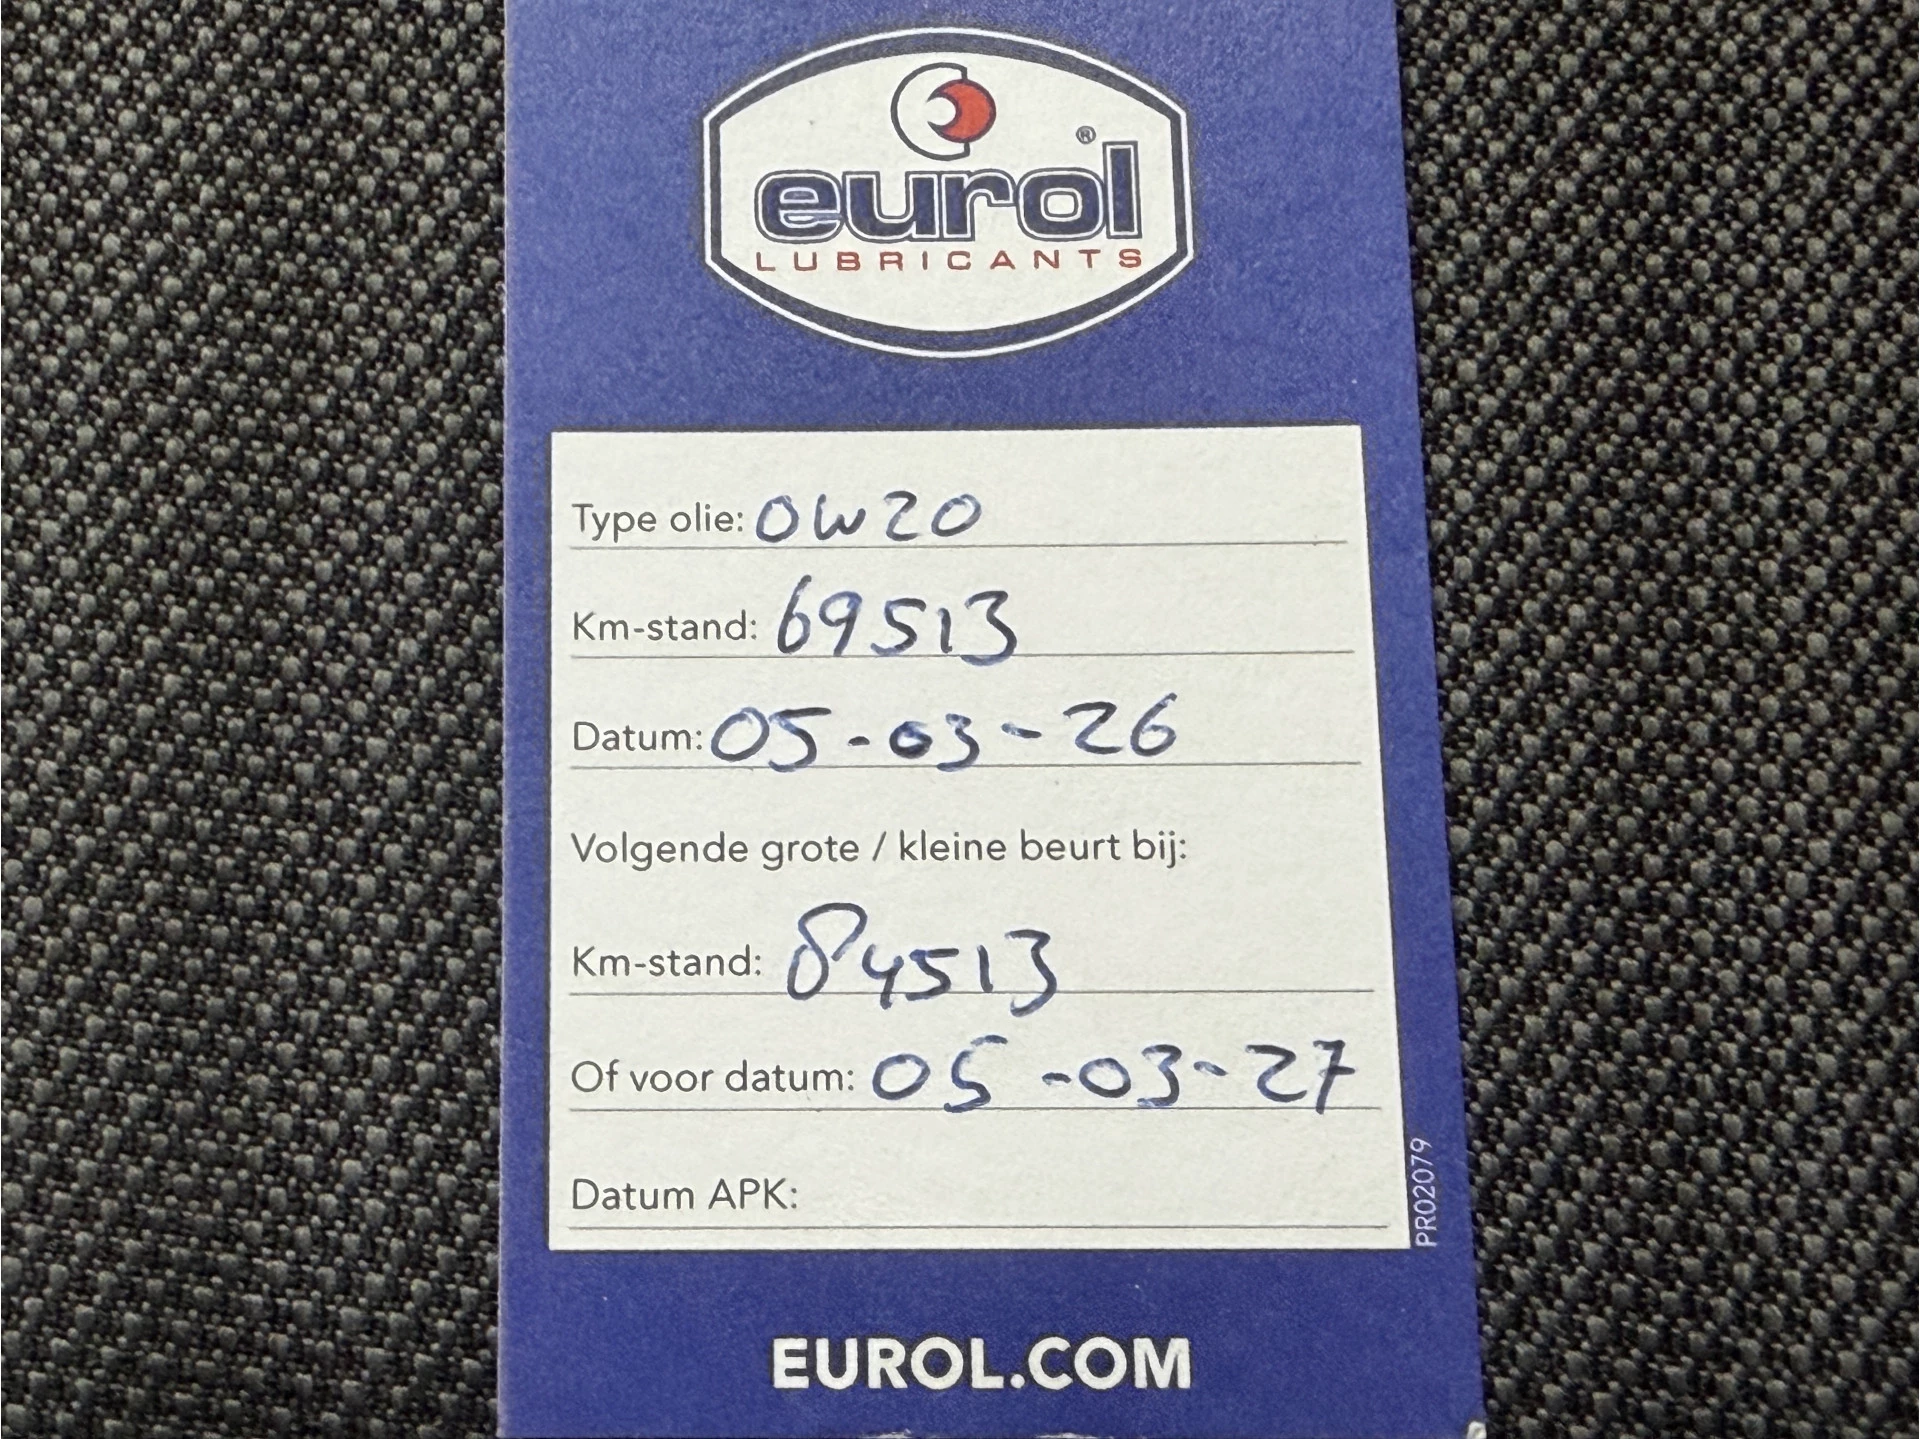 eurol®
LUBRICANTS
Type olie: 0W20
Km-stand: 69513
Datum: 05-03-26
Volgende grote / kleine beurt bij:
Km-stand: 84513
Of voor datum: 05-03-27
Datum APK:
PRO2079
EUROL.COM